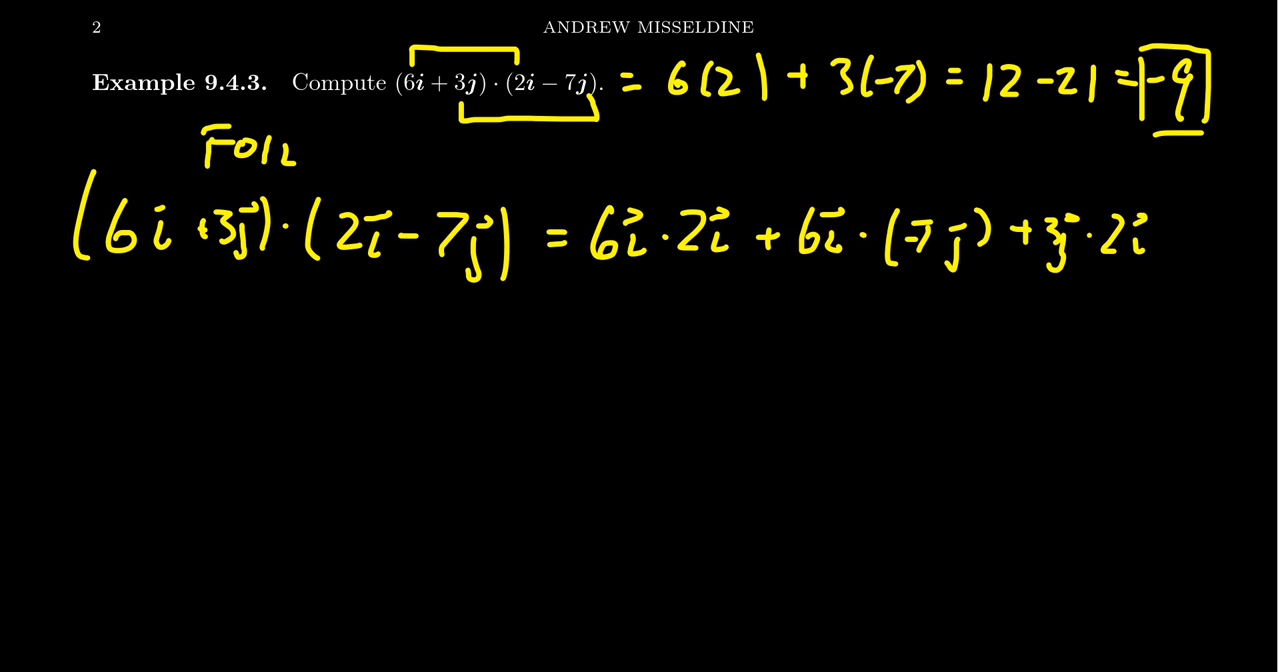 2 ANDREW MISSELDINE
Example 9.4.3. Compute (6i + 3j) · (2i − 7j). = 6(2) + 3(-7) = 12 - 21 = -9
FOIL
(6i + 3j) · (2i - 7j) = 6i · 2i + 6i · (-7j) + 3j · 2i